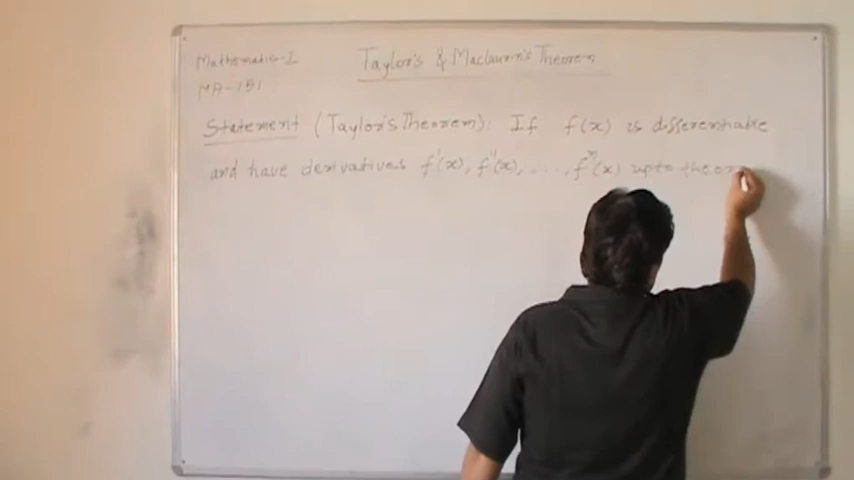 Mathematics-I
Taylor's & Maclaurin's Theorem
MA-151
Statement (Taylor's Theorem): If f(x) is differentiable
and have derivatives f'(x), f''(x), ..., fⁿ(x) upto the